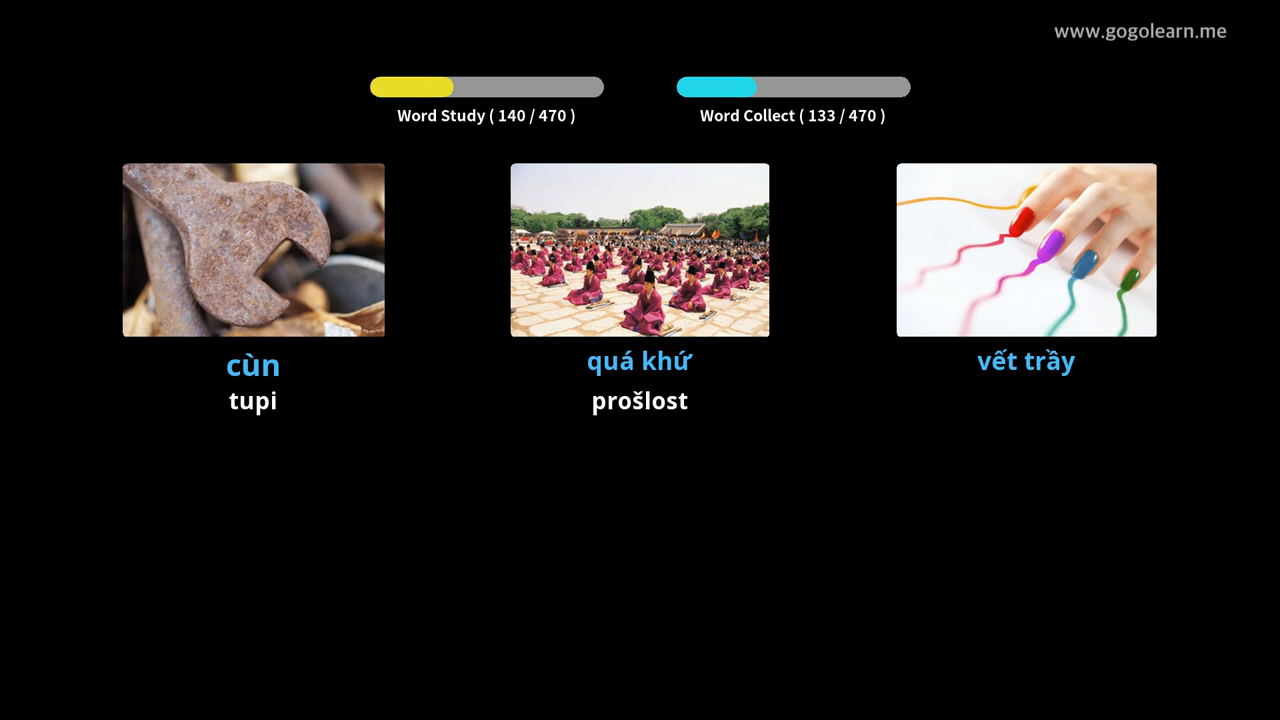 www.gogolearn.me
Word Study ( 140 / 470 )
Word Collect ( 133 / 470 )
cùn
quá khứ
vết trầy
tupi
prošlost